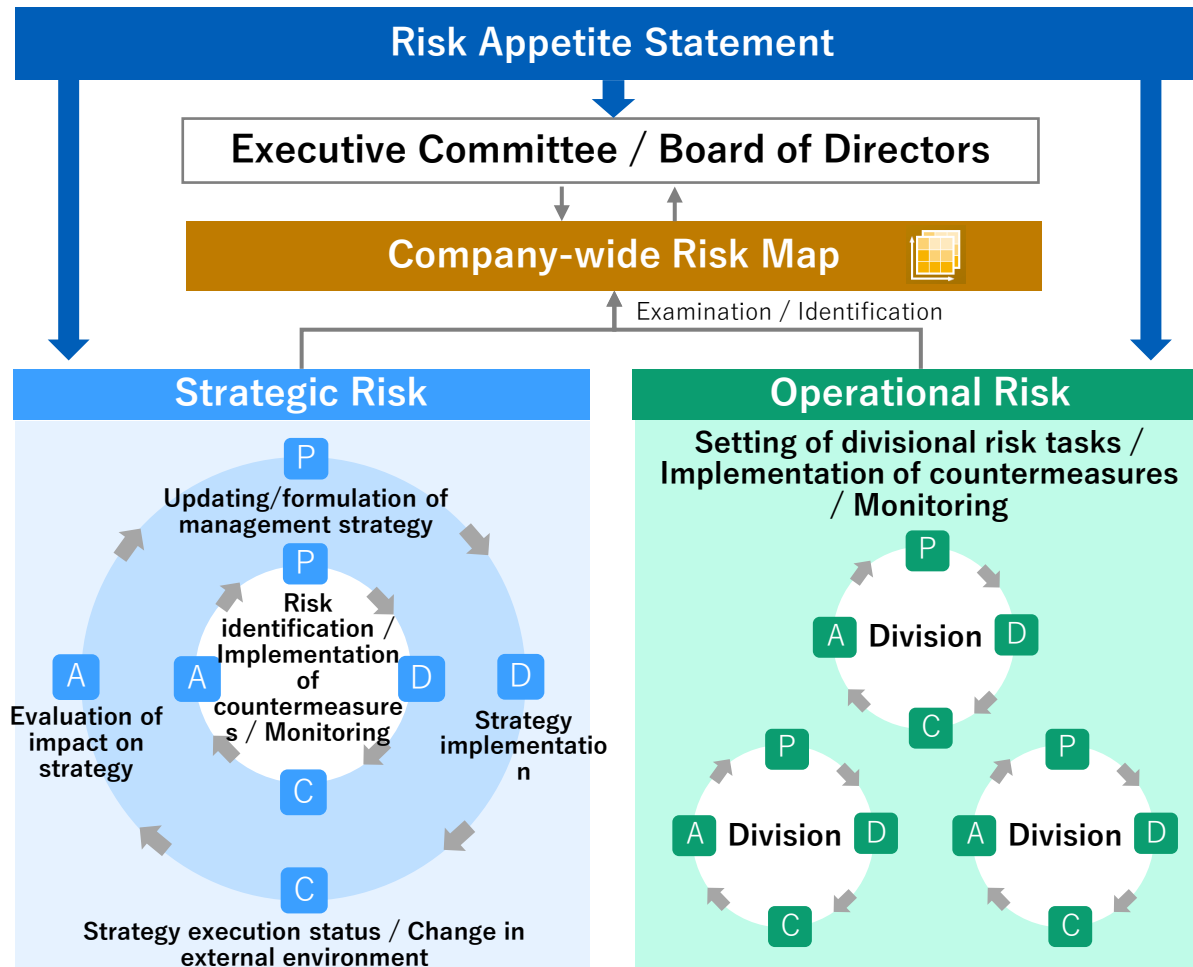 Risk Appetite Statement
Executive Committee / Board of Directors
Company-wide Risk Map
Examination / Identification
Strategic Risk
P
Updating/formulation of
management strategy
P
Risk
identification /
Implementation
of
countermeasure
s / Monitoring
A
A
D
D
Evaluation of
impact on
strategy
Strategy
implementatio
n
C
C
Strategy execution status / Change in
external environment
Operational Risk
Setting of divisional risk tasks /
Implementation of countermeasures
/ Monitoring
P
A
Division
D
C
P
A
Division
D
C
P
A
Division
D
C